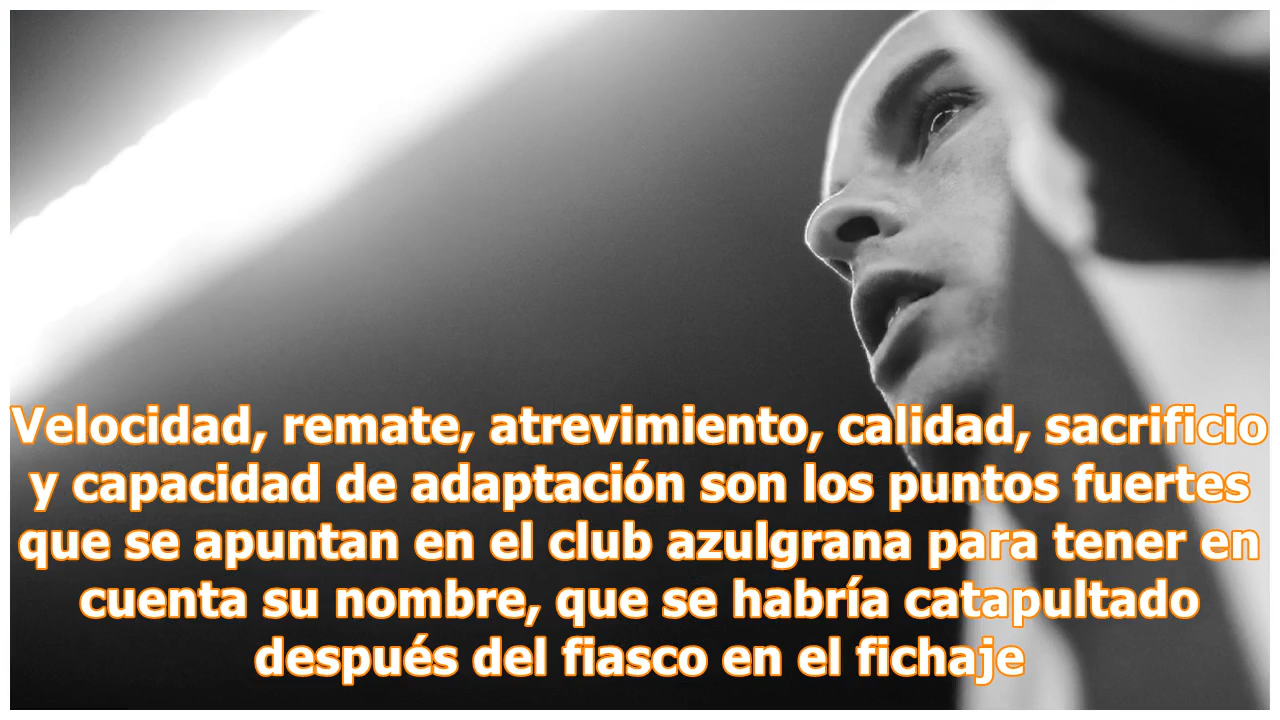 Velocidad, remate, atrevimiento, calidad, sacrificio
y capacidad de adaptación son los puntos fuertes
que se apuntan en el club azulgrana para tener en
cuenta su nombre, que se habría catapultado
después del fiasco en el fichaje